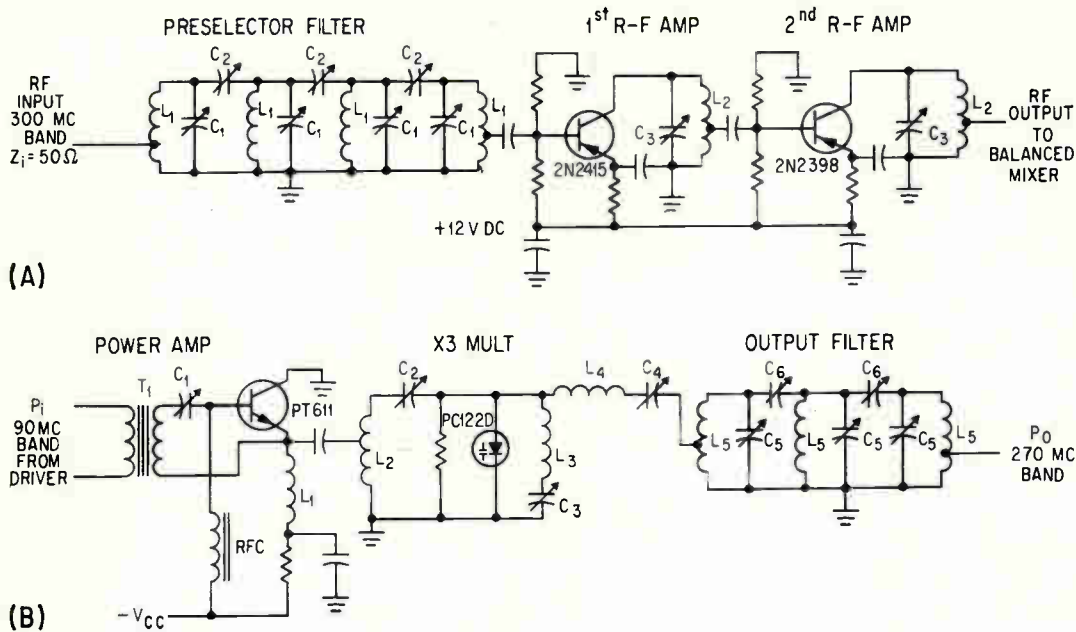 PRESELECTOR FILTER
1st R-F AMP
2nd R-F AMP
C2
C2
C2
RF
INPUT
300 MC
BAND
Zi = 50Ω
L1
C1
L1
C1
L1
C1
C1
L1
2N2415
C3
L2
2N2398
C3
L2
RF
OUTPUT
TO
BALANCED
MIXER
+12 V DC
(A)
POWER AMP
X3 MULT
OUTPUT FILTER
Pi
90MC
BAND
FROM
DRIVER
T1
C1
PT611
L1
RFC
-VCC
L2
C2
PC122D
L3
C3
L4
C4
L5
C5
C6
L5
C5
C6
C5
L5
PO
270 MC
BAND
(B)